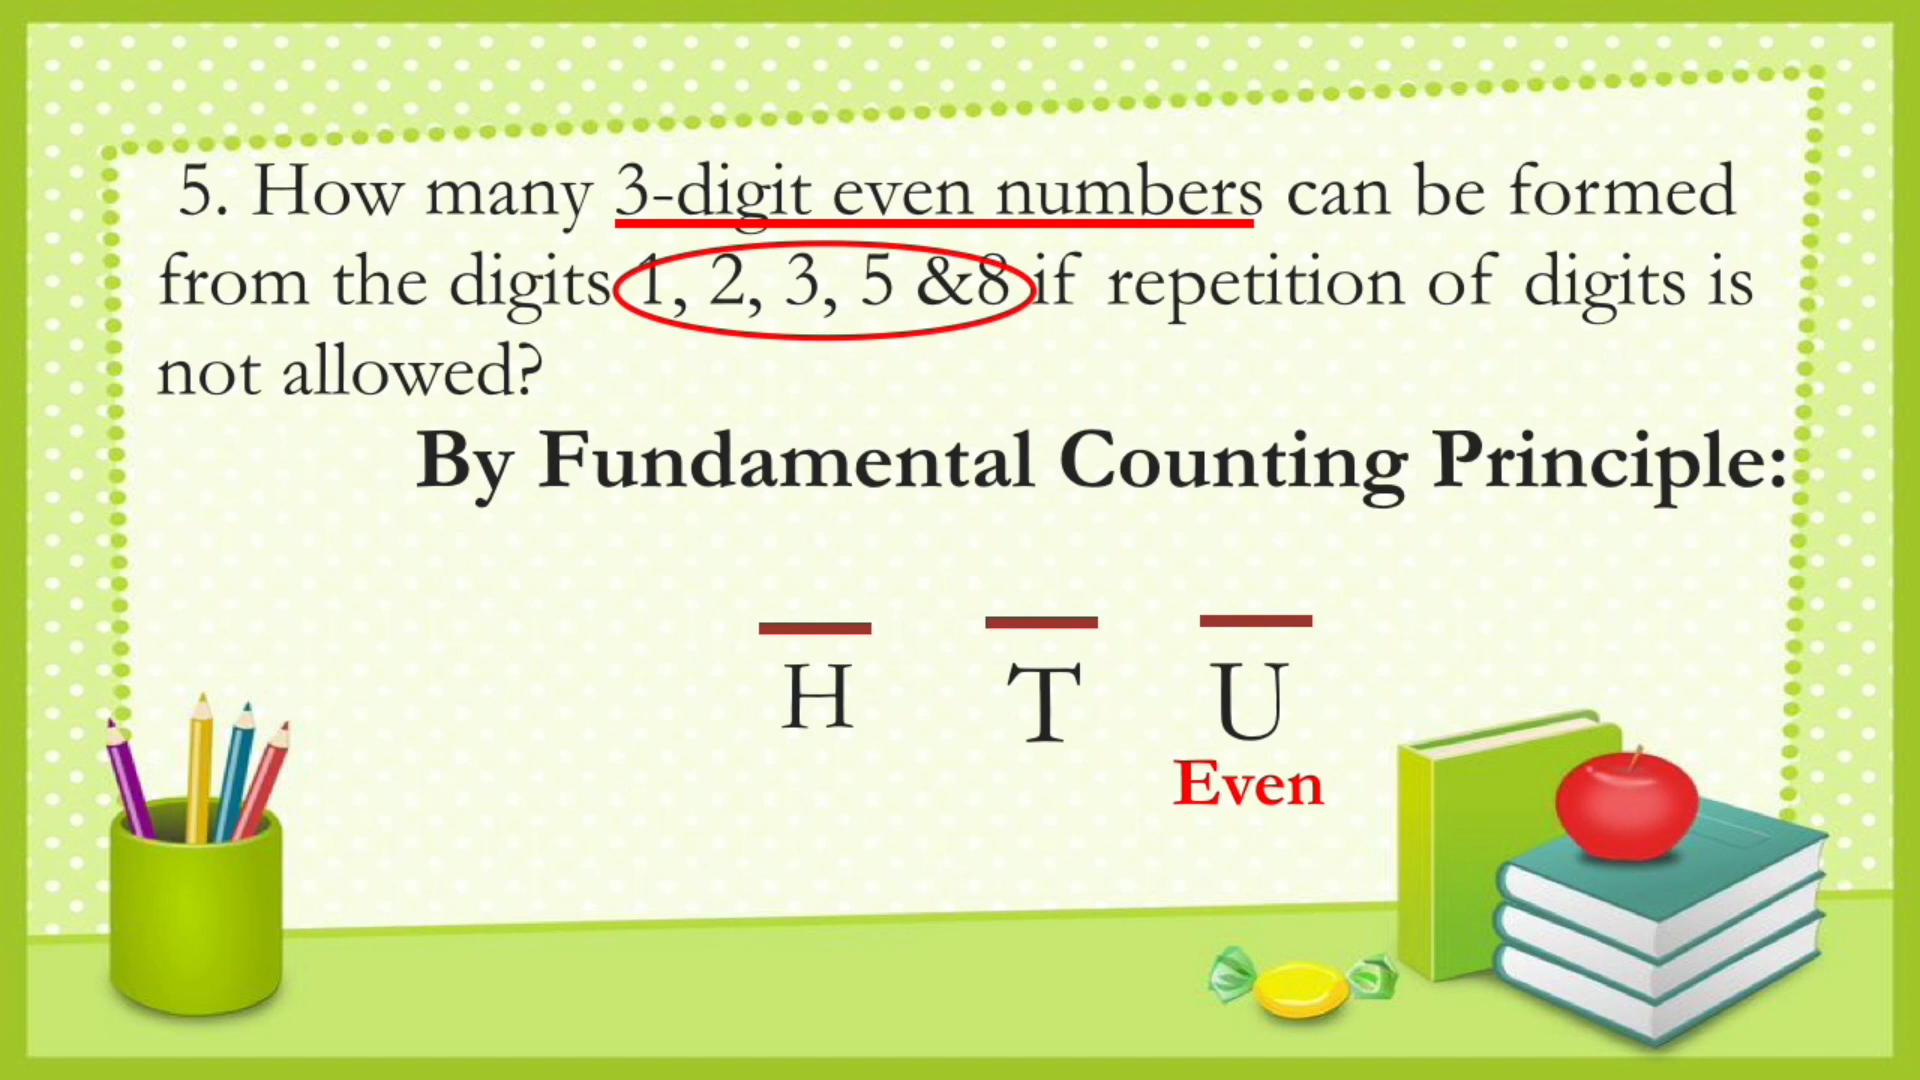 5. How many 3-digit even numbers can be formed
from the digits 1, 2, 3, 5 &8 if repetition of digits is
not allowed?
By Fundamental Counting Principle:
H T U
Even